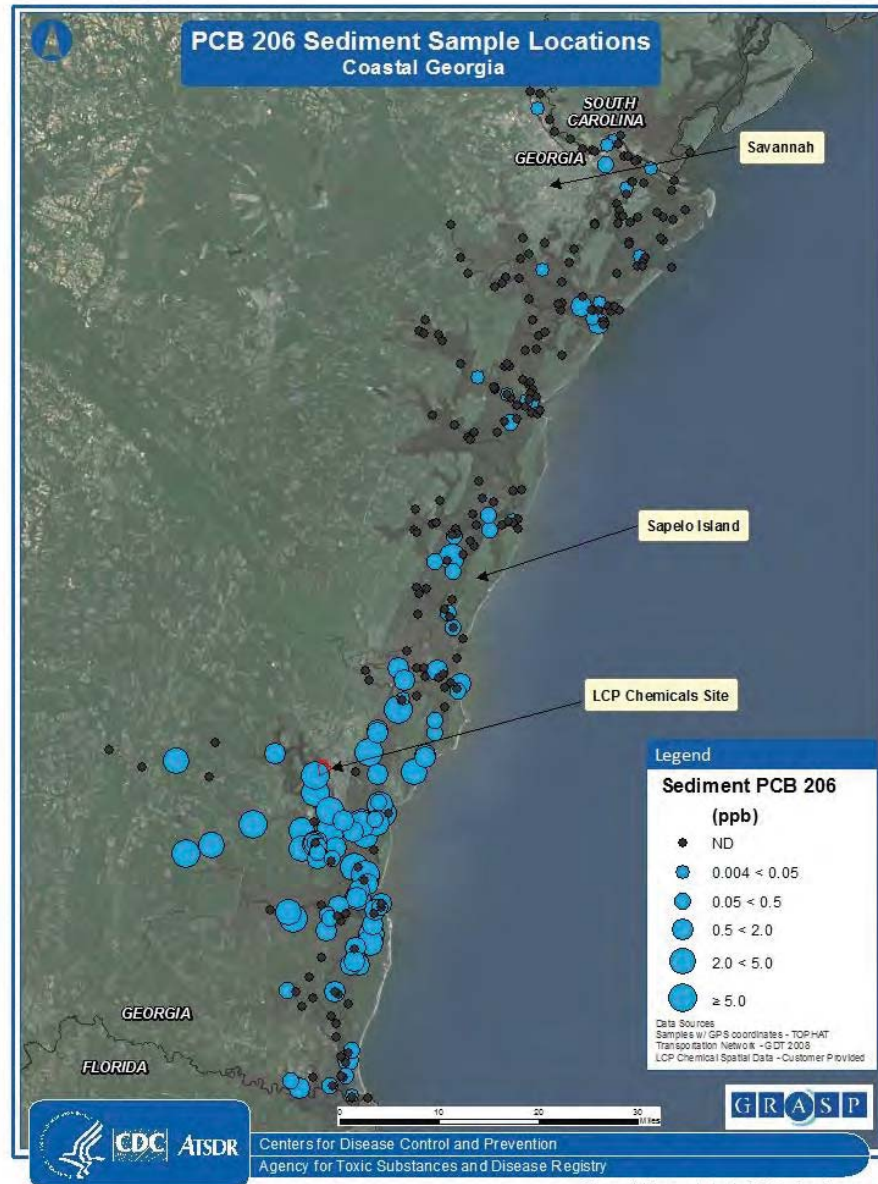 PCB 206 Sediment Sample Locations
Coastal Georgia
SOUTH
CAROLINA
GEORGIA
Savannah
Sapelo Island
LCP Chemicals Site
Legend
Sediment PCB 206
(ppb)
ND
0.004 < 0.05
0.05 < 0.5
0.5 < 2.0
2.0 < 5.0
≥ 5.0
Data Sources
Samples w/ GPS coordinates - TOPHAT
Transportation Network - GDT 2008
LCP Chemical Spatial Data - Customer Provided
GEORGIA
FLORIDA
0 10 20 30
Miles
GRASP
CDC ATSDR
Centers for Disease Control and Prevention
Agency for Toxic Substances and Disease Registry